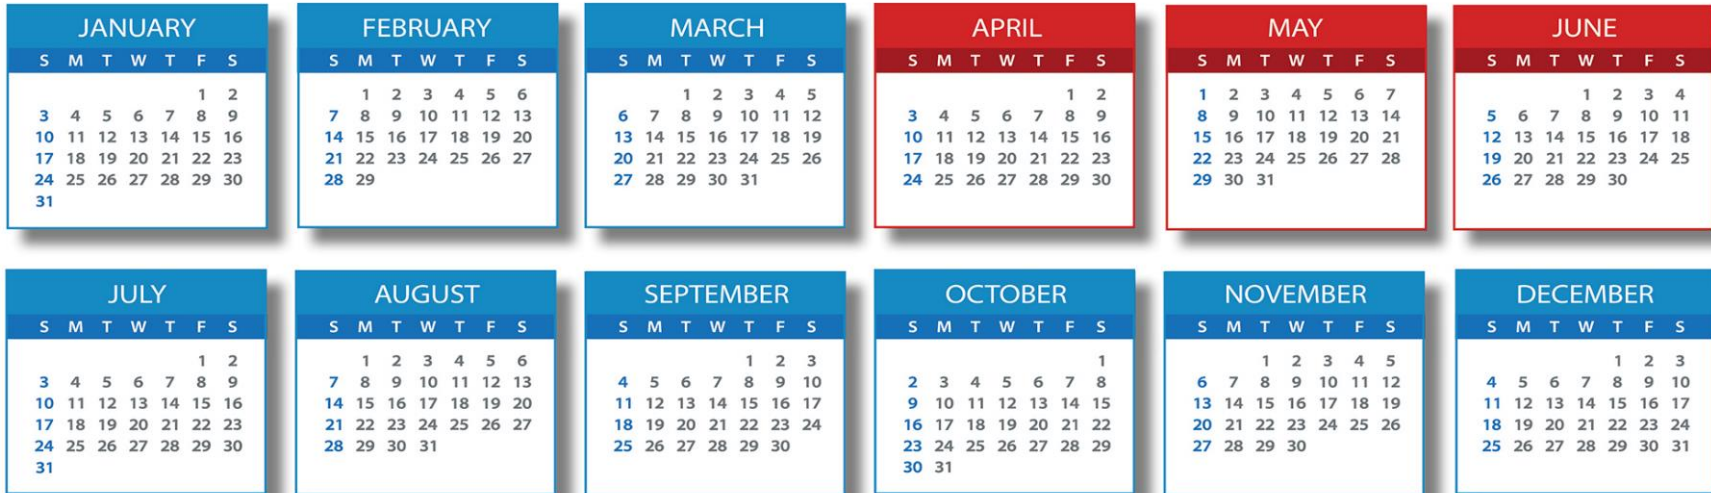 JANUARY
S M T W T F S
1 2
3 4 5 6 7 8 9
10 11 12 13 14 15 16
17 18 19 20 21 22 23
24 25 26 27 28 29 30
31
FEBRUARY
S M T W T F S
1 2 3 4 5 6
7 8 9 10 11 12 13
14 15 16 17 18 19 20
21 22 23 24 25 26 27
28 29
MARCH
S M T W T F S
1 2 3 4 5
6 7 8 9 10 11 12
13 14 15 16 17 18 19
20 21 22 23 24 25 26
27 28 29 30 31
APRIL
S M T W T F S
1 2
3 4 5 6 7 8 9
10 11 12 13 14 15 16
17 18 19 20 21 22 23
24 25 26 27 28 29 30
MAY
S M T W T F S
1 2 3 4 5 6 7
8 9 10 11 12 13 14
15 16 17 18 19 20 21
22 23 24 25 26 27 28
29 30 31
JUNE
S M T W T F S
1 2 3 4
5 6 7 8 9 10 11
12 13 14 15 16 17 18
19 20 21 22 23 24 25
26 27 28 29 30
JULY
S M T W T F S
1 2
3 4 5 6 7 8 9
10 11 12 13 14 15 16
17 18 19 20 21 22 23
24 25 26 27 28 29 30
31
AUGUST
S M T W T F S
1 2 3 4 5 6
7 8 9 10 11 12 13
14 15 16 17 18 19 20
21 22 23 24 25 26 27
28 29 30 31
SEPTEMBER
S M T W T F S
1 2 3
4 5 6 7 8 9 10
11 12 13 14 15 16 17
18 19 20 21 22 23 24
25 26 27 28 29 30
OCTOBER
S M T W T F S
1
2 3 4 5 6 7 8
9 10 11 12 13 14 15
16 17 18 19 20 21 22
23 24 25 26 27 28 29
30 31
NOVEMBER
S M T W T F S
1 2 3 4 5
6 7 8 9 10 11 12
13 14 15 16 17 18 19
20 21 22 23 24 25 26
27 28 29 30
DECEMBER
S M T W T F S
1 2 3
4 5 6 7 8 9 10
11 12 13 14 15 16 17
18 19 20 21 22 23 24
25 26 27 28 29 30 31